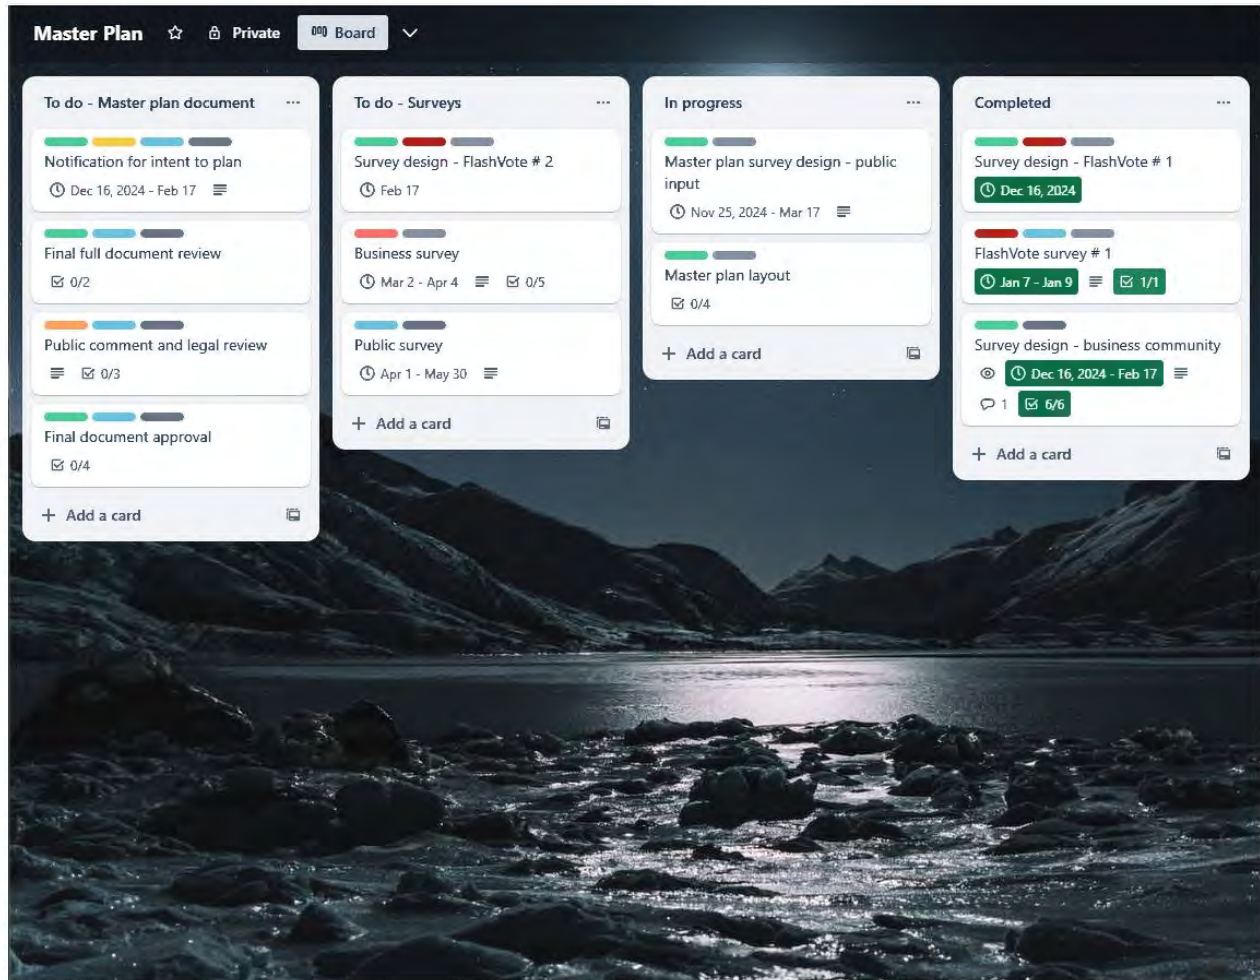 Master Plan Private Board
To do - Master plan document
Notification for intent to plan
Dec 16, 2024 - Feb 17
Final full document review
0/2
Public comment and legal review
0/3
Final document approval
0/4
+ Add a card
To do - Surveys
Survey design - FlashVote # 2
Feb 17
Business survey
Mar 2 - Apr 4 0/5
Public survey
Apr 1 - May 30
+ Add a card
In progress
Master plan survey design - public
input
Nov 25, 2024 - Mar 17
Master plan layout
0/4
+ Add a card
Completed
Survey design - FlashVote # 1
Dec 16, 2024
FlashVote survey # 1
Jan 7 - Jan 9 1/1
Survey design - business community
Dec 16, 2024 - Feb 17
1 6/6
+ Add a card